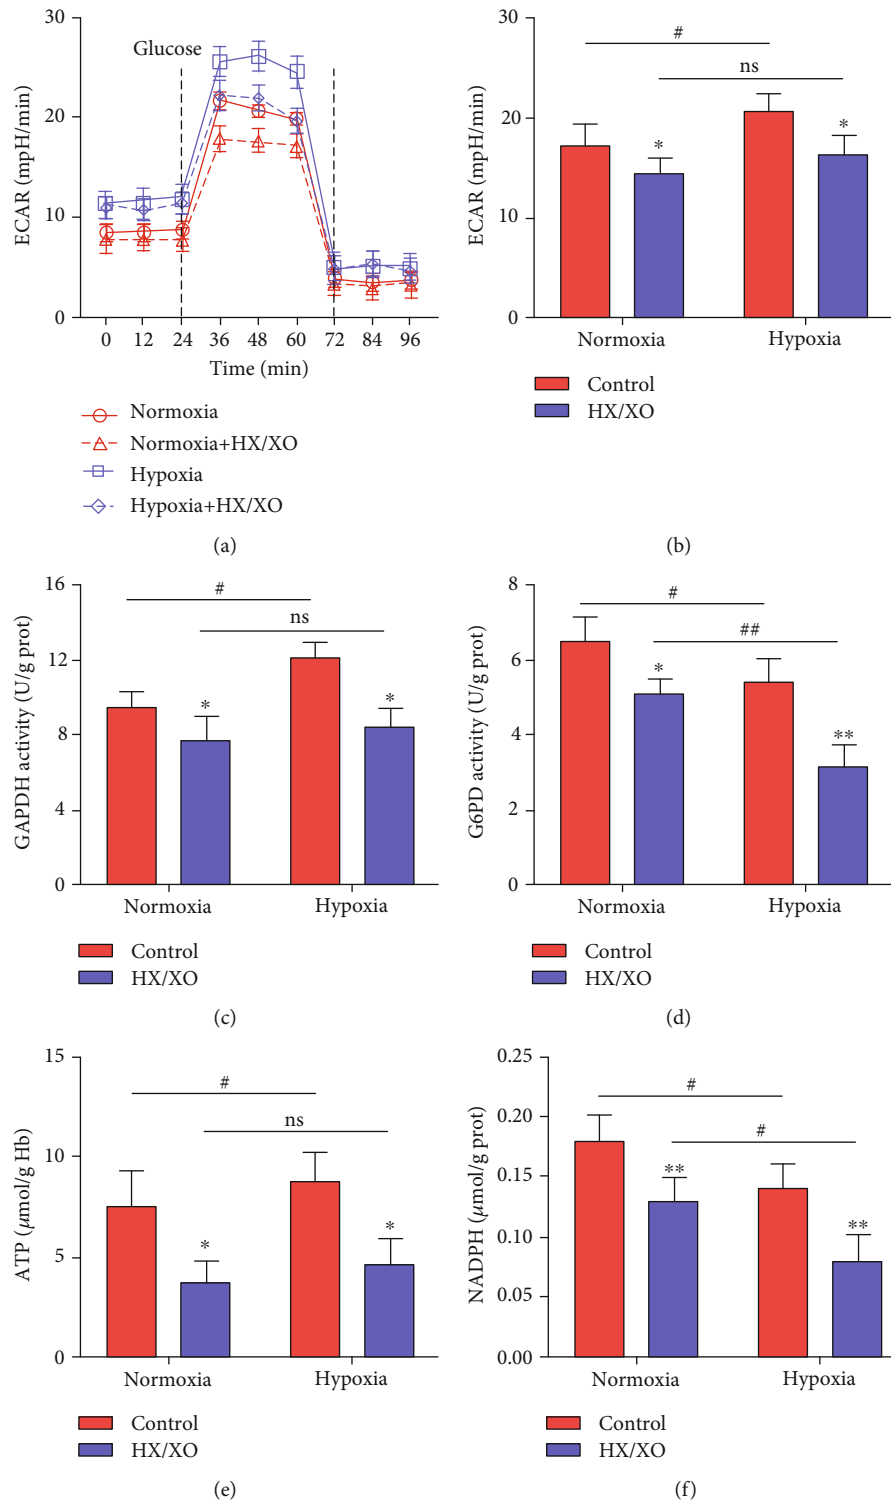 30
20
10
0
ECAR (mpH/min)
Glucose
0 12 24 36 48 60 72 84 96
Time (min)
Normoxia
Normoxia+HX/XO
Hypoxia
Hypoxia+HX/XO
(a)
30
20
10
0
ECAR (mpH/min)
#
ns
* *
Normoxia Hypoxia
Control
HX/XO
(b)
16
12
8
4
0
GAPDH activity (U/g prot)
#
ns
* *
Normoxia Hypoxia
Control
HX/XO
(c)
8
6
4
2
0
G6PD activity (U/g prot)
#
##
* **
Normoxia Hypoxia
Control
HX/XO
(d)
15
10
5
0
ATP (μmol/g Hb)
#
ns
* *
Normoxia Hypoxia
Control
HX/XO
(e)
0.25
0.20
0.15
0.10
0.05
0.00
NADPH (μmol/g prot)
#
#
** **
Normoxia Hypoxia
Control
HX/XO
(f)